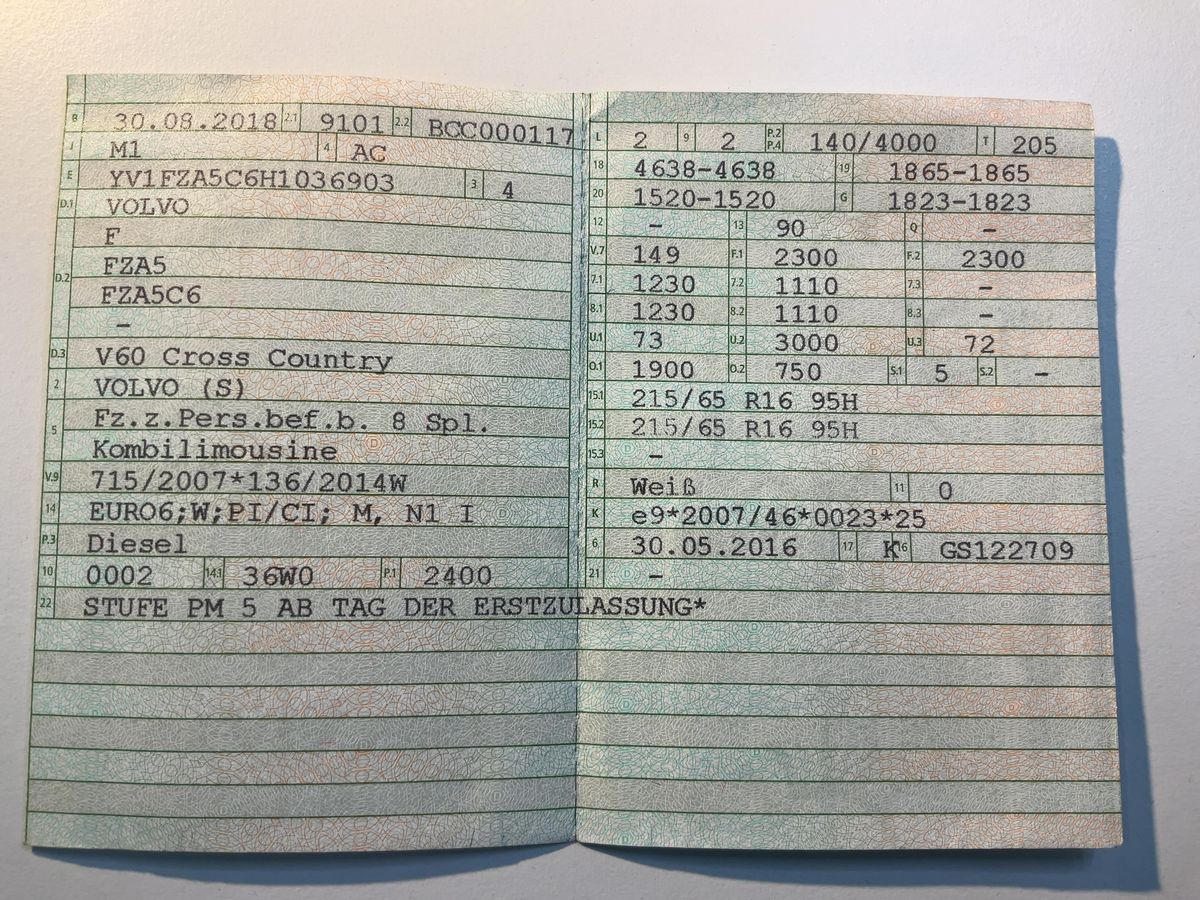 B 30.08.2018 2.1 9101 2.2 BCC000117
J M1 4 AC
E YV1FZA5C6H1036903 3 4
D.1 VOLVO
F
D.2 FZA5
FZA5C6
–
D.3 V60 Cross Country
2 VOLVO (S)
5 Fz.z.Pers.bef.b. 8 Spl.
Kombilimousine
V.9 715/2007*136/2014W
14 EURO6;W;PI/CI; M, N1 I
P.3 Diesel
10 0002 14.1 36W0 P.1 2400
22 STUFE PM 5 AB TAG DER ERSTZULASSUNG*
L 2 9 2 P.2 P.4 140/4000 T 205
18 4638-4638 19 1865-1865
20 1520-1520 G 1823-1823
12 – 13 90 Q –
V.7 149 F.1 2300 F.2 2300
7.1 1230 7.2 1110 7.3 –
8.1 1230 8.2 1110 8.3 –
U.1 73 U.2 3000 U.3 72
O.1 1900 O.2 750 S.1 5 S.2 –
15.1 215/65 R16 95H
15.2 215/65 R16 95H
15.3 –
R Weiß 11 0
K e9*2007/46*0023*25
6 30.05.2016 17 K 16 GS122709
21 –